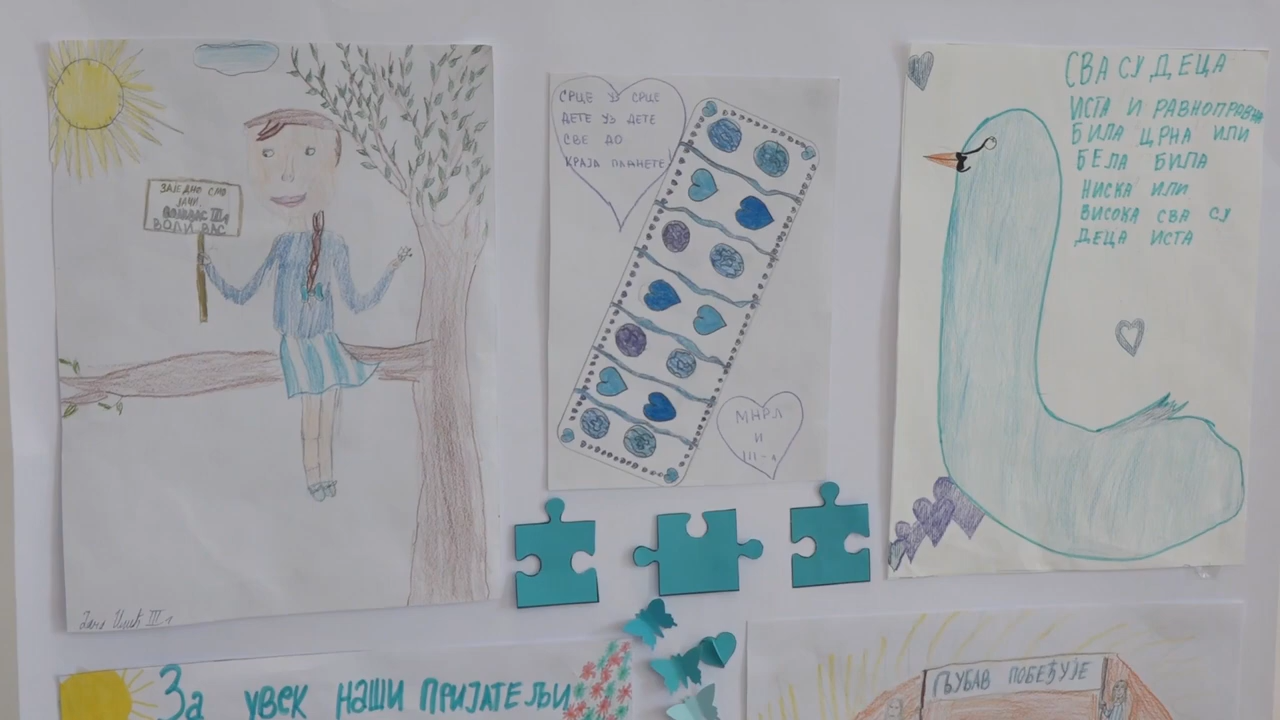 ЗАЈЕДНО СМО
ЈАЧИ.
III1
ВОЛИ ВАС
СРЦЕ УЗ СРЦЕ
ДЕТЕ УЗ ДЕТЕ
СВЕ ДО
КРАЈА ПЛАНЕТЕ!
МНРЛ
И
III-1
СВА СУ ДЕЦА
ИСТА И РАВНОПРАВНА
БИЛА ЦРНА ИЛИ
БЕЛА БИЛА
НИСКА ИЛИ
ВИСОКА СВА СУ
ДЕЦА ИСТА
III1
За увек наши пријатељи
ЉУБАВ ПОБЕЂУЈЕ